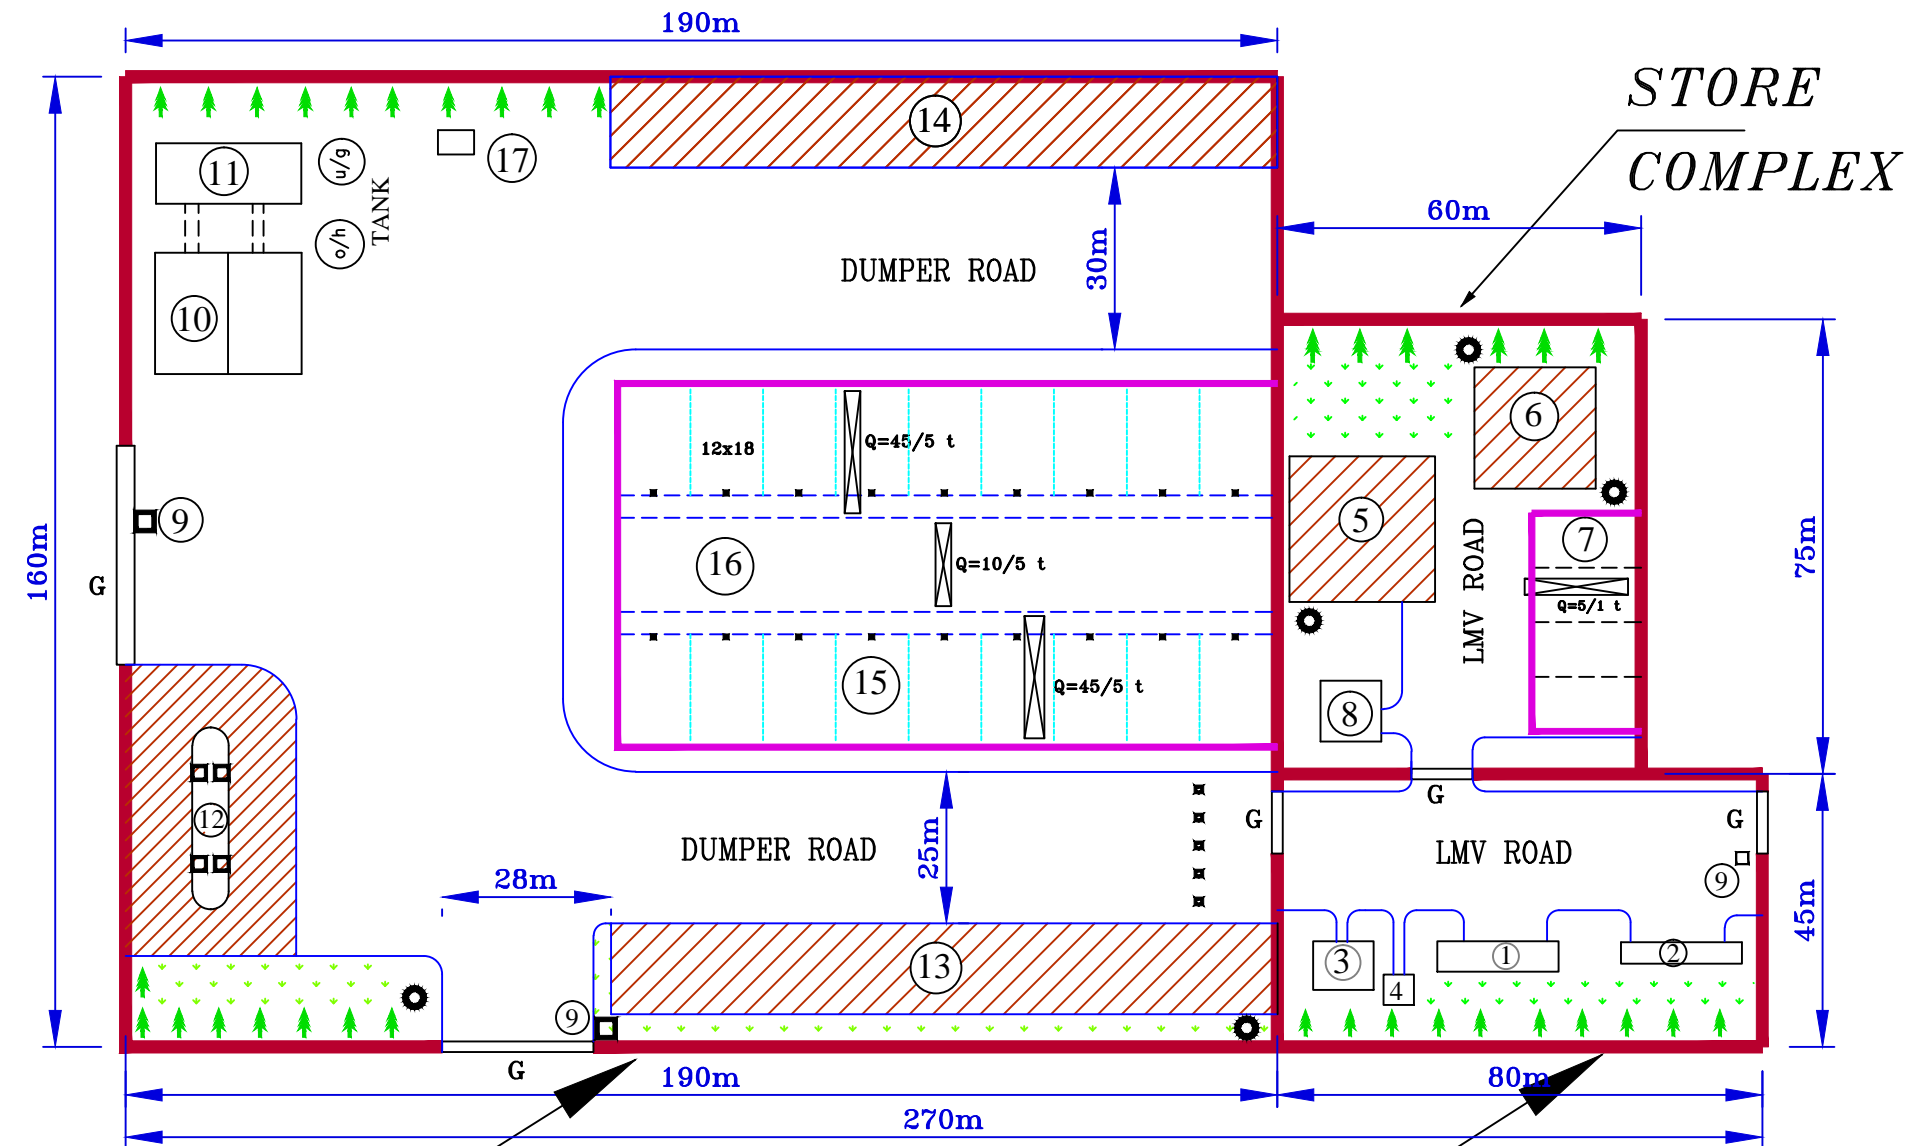 190m
STORE
COMPLEX
14
11
u/g
17
TANK
o/h
60m
DUMPER ROAD
30m
10
6
12x18
Q=45/5 t
9
5
7
160m
G
16
Q=10/5 t
LMV ROAD
75m
Q=5/1 t
15
Q=45/5 t
8
G
12
G
G
DUMPER ROAD
25m
LMV ROAD
28m
9
45m
13
3
1
2
4
9
G
190m
80m
270m